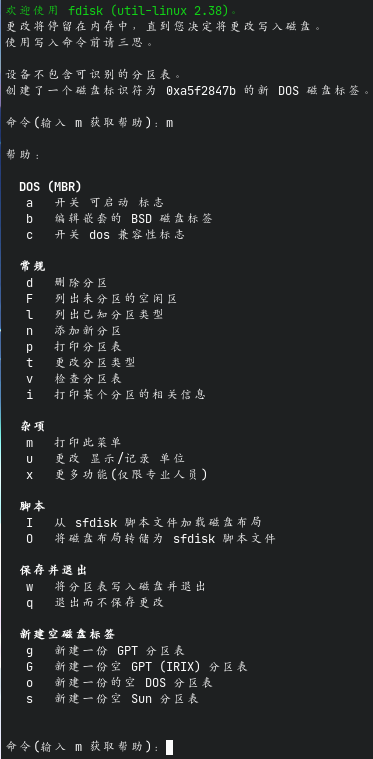 欢迎使用 fdisk (util-linux 2.38)。
更改将停留在内存中，直到您决定将更改写入磁盘。
使用写入命令前请三思。
设备不包含可识别的分区表。
创建了一个磁盘标识符为 0xa5f2847b 的新 DOS 磁盘标签。
命令(输入 m 获取帮助)：m
帮助：
DOS (MBR)
a 开关 可启动 标志
b 编辑嵌套的 BSD 磁盘标签
c 开关 dos 兼容性标志
常规
d 删除分区
F 列出未分区的空闲区
l 列出已知分区类型
n 添加新分区
p 打印分区表
t 更改分区类型
v 检查分区表
i 打印某个分区的相关信息
杂项
m 打印此菜单
u 更改 显示/记录 单位
x 更多功能(仅限专业人员)
脚本
I 从 sfdisk 脚本文件加载磁盘布局
O 将磁盘布局转储为 sfdisk 脚本文件
保存并退出
w 将分区表写入磁盘并退出
q 退出而不保存更改
新建空磁盘标签
g 新建一份 GPT 分区表
G 新建一份空 GPT (IRIX) 分区表
o 新建一份的空 DOS 分区表
s 新建一份空 Sun 分区表
命令(输入 m 获取帮助)：